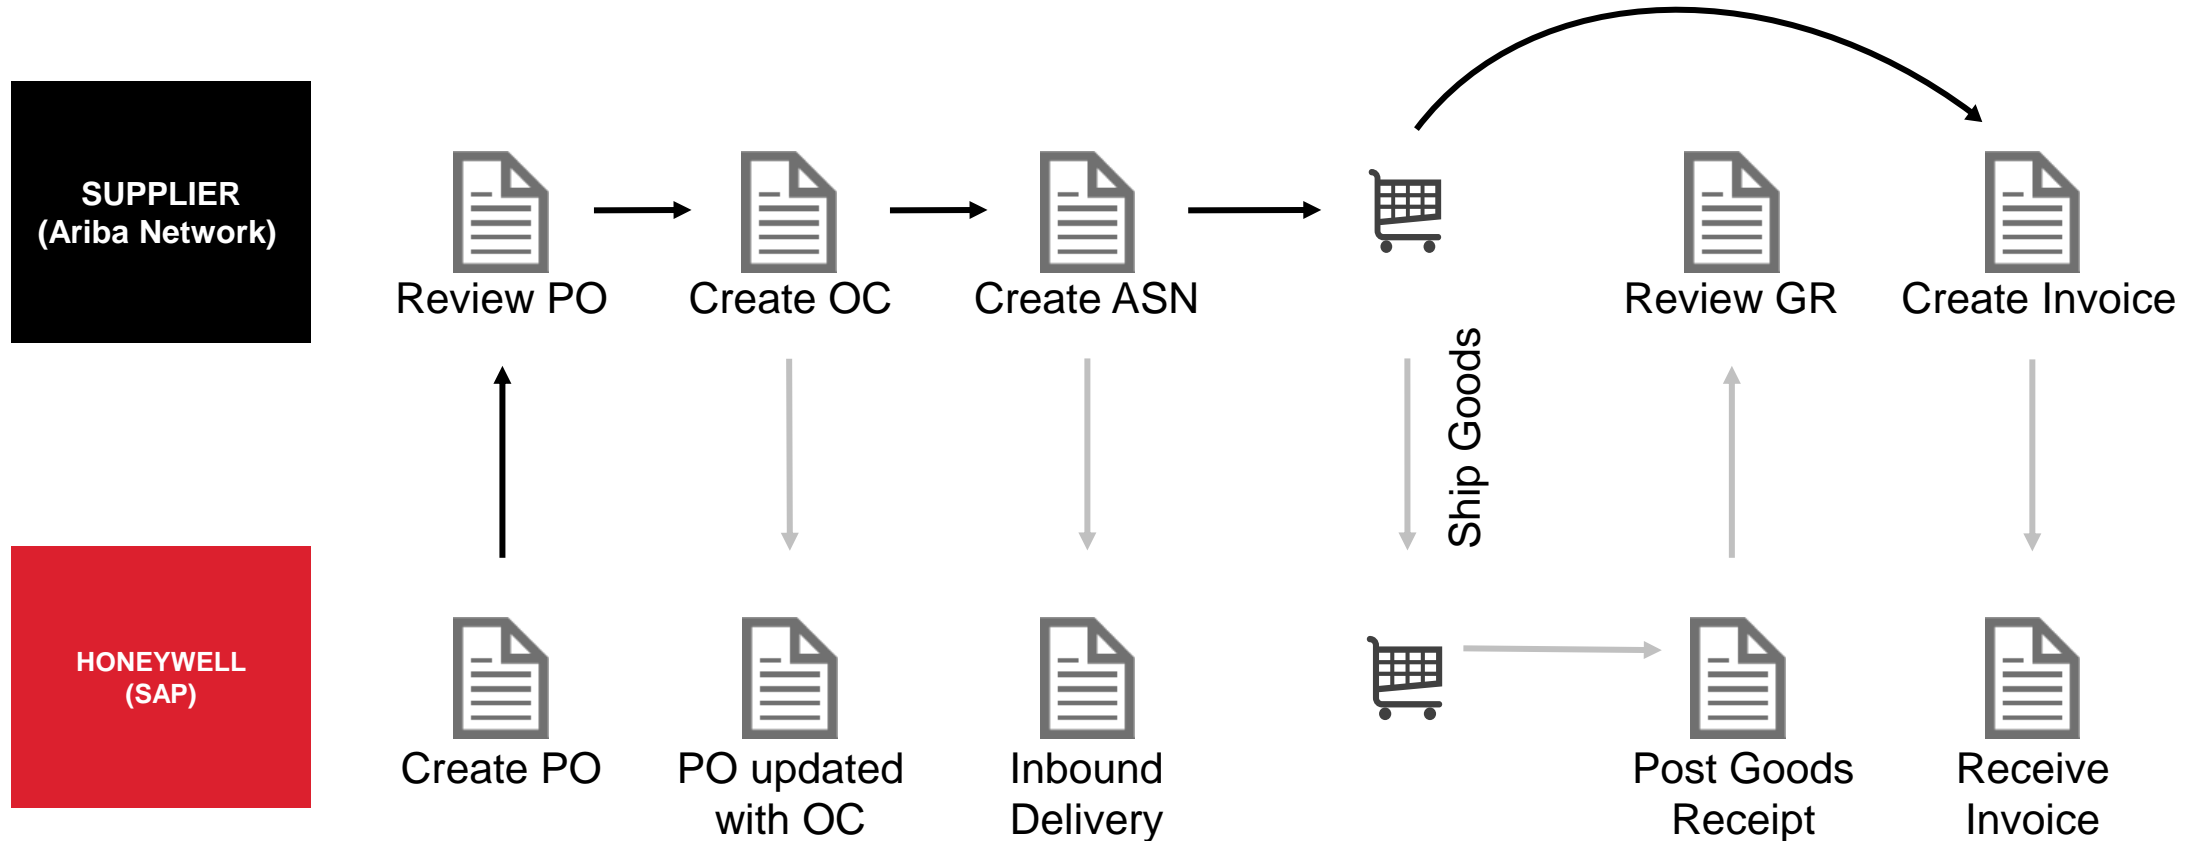 SUPPLIER
(Ariba Network)
Review PO
Create OC
Create ASN
Ship Goods
Review GR
Create Invoice
HONEYWELL
(SAP)
Create PO
PO updated
with OC
Inbound
Delivery
Post Goods
Receipt
Receive
Invoice